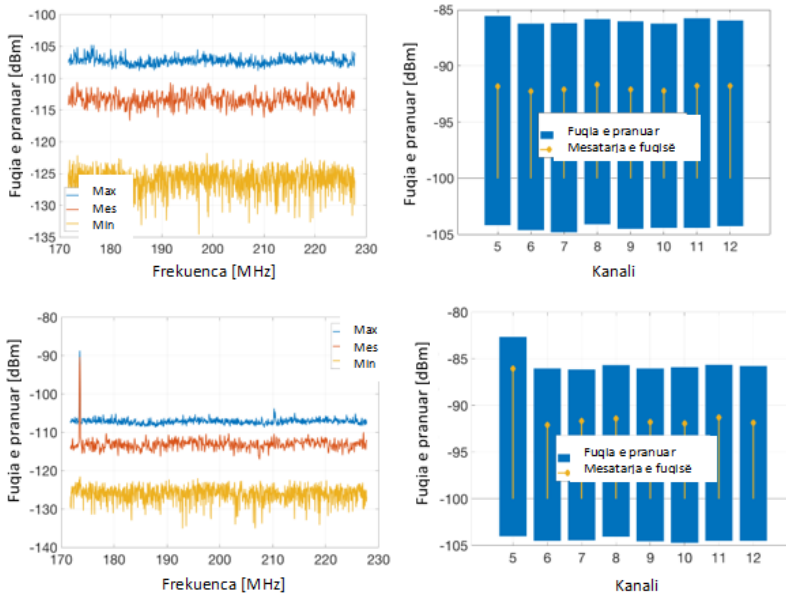 Fuqia e pranuar [dBm]
-100
-105
-110
-115
-120
-125
-130
-135
Max
Mes
Min
170 180 190 200 210 220 230
Frekuenca [MHz]
Fuqia e pranuar [dBm]
-85
-90
-95
-100
-105
Fuqia e pranuar
Mesatarja e fuqisë
5 6 7 8 9 10 11 12
Kanali
Fuqia e pranuar [dBm]
-80
-90
-100
-110
-120
-130
-140
Max
Mes
Min
170 180 190 200 210 220 230
Frekuenca [MHz]
Fuqia e pranuar [dBm]
-80
-85
-90
-95
-100
-105
Fuqia e pranuar
Mesatarja e fuqisë
5 6 7 8 9 10 11 12
Kanali